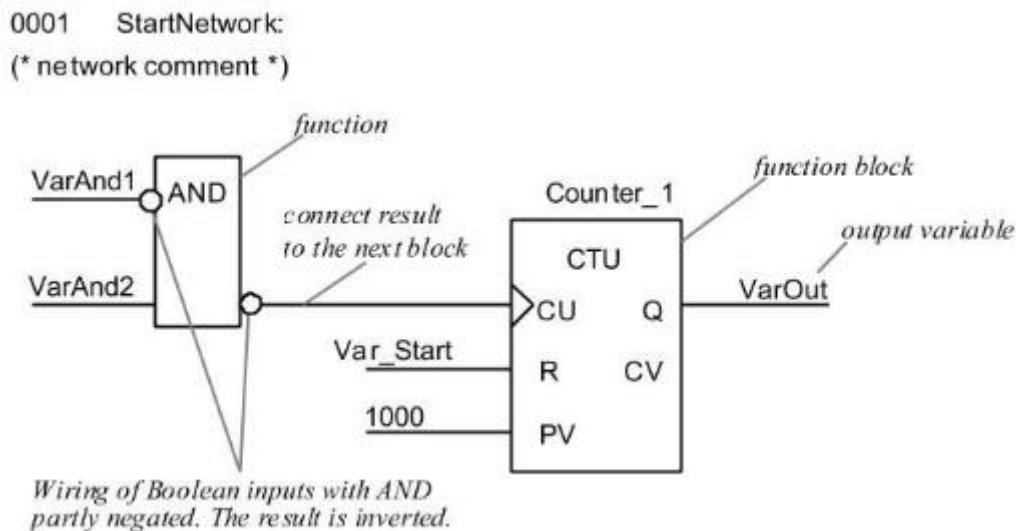 0001 StartNetwork:
(* network comment *)
function
VarAnd1
AND
function block
Counter_1
connect result
to the next block
output variable
CTU
VarAnd2
VarOut
CU Q
Var_Start
R CV
1000
PV
Wiring of Boolean inputs with AND
partly negated. The result is inverted.